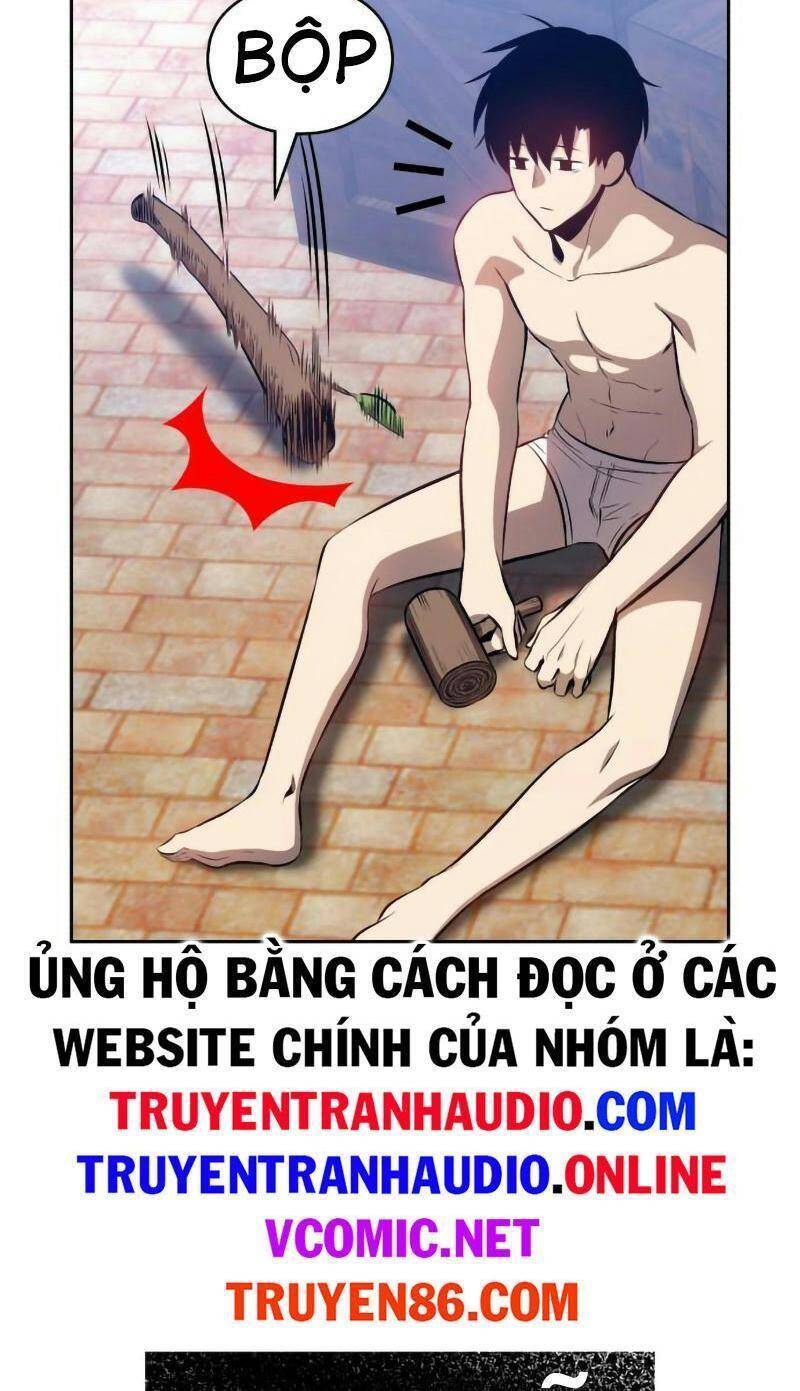 BỘP
ỦNG HỘ BẰNG CÁCH ĐỌC Ở CÁC
WEBSITE CHÍNH CỦA NHÓM LÀ:
TRUYENTRANHAUDIO.COM
TRUYENTRANHAUDIO.ONLINE
VCOMIC.NET
TRUYEN86.COM